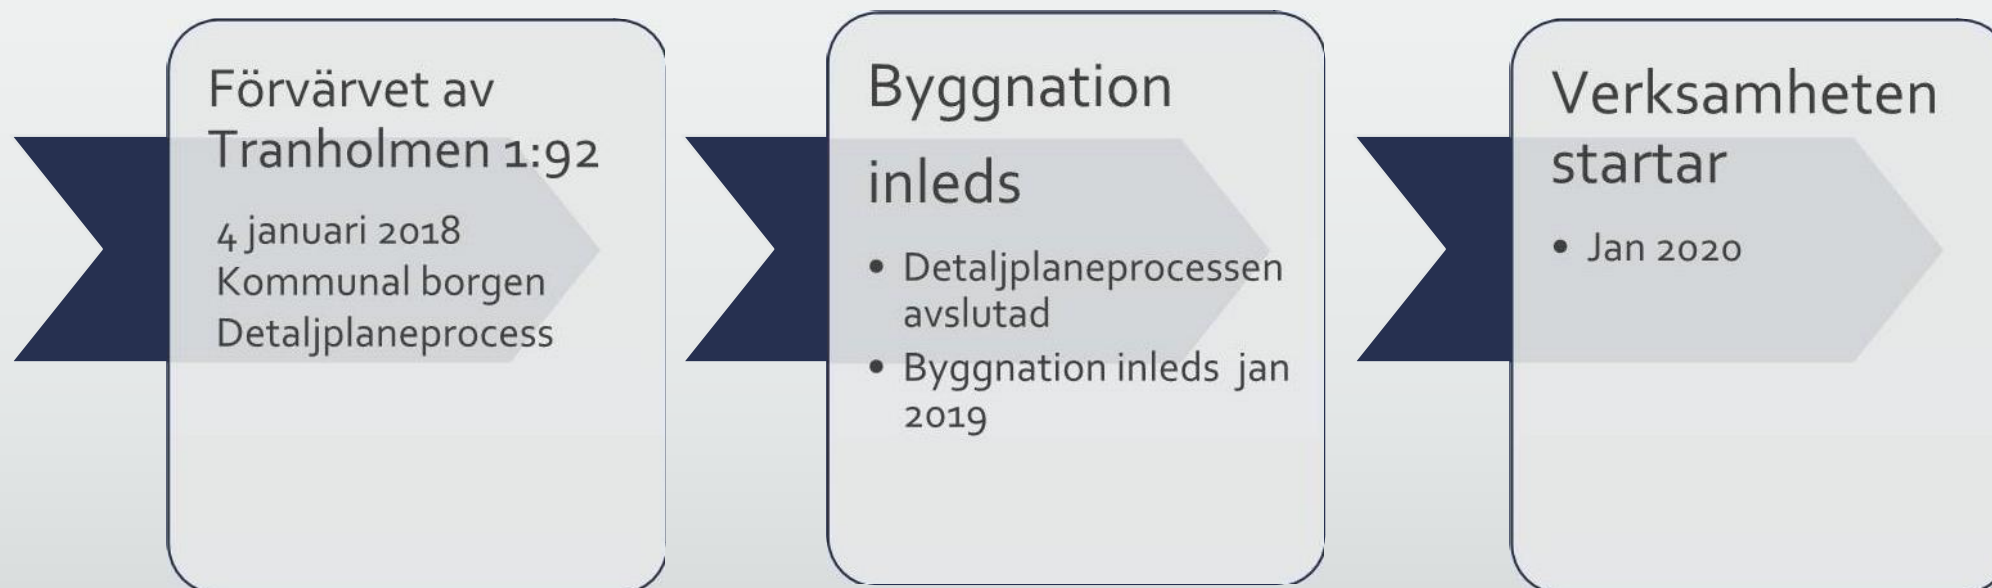 Förvärvet av
Tranholmen 1:92
4 januari 2018
Kommunal borgen
Detaljplaneprocess
Byggnation
inleds
• Detaljplaneprocessen
avslutad
• Byggnation inleds jan
2019
Verksamheten
startar
• Jan 2020